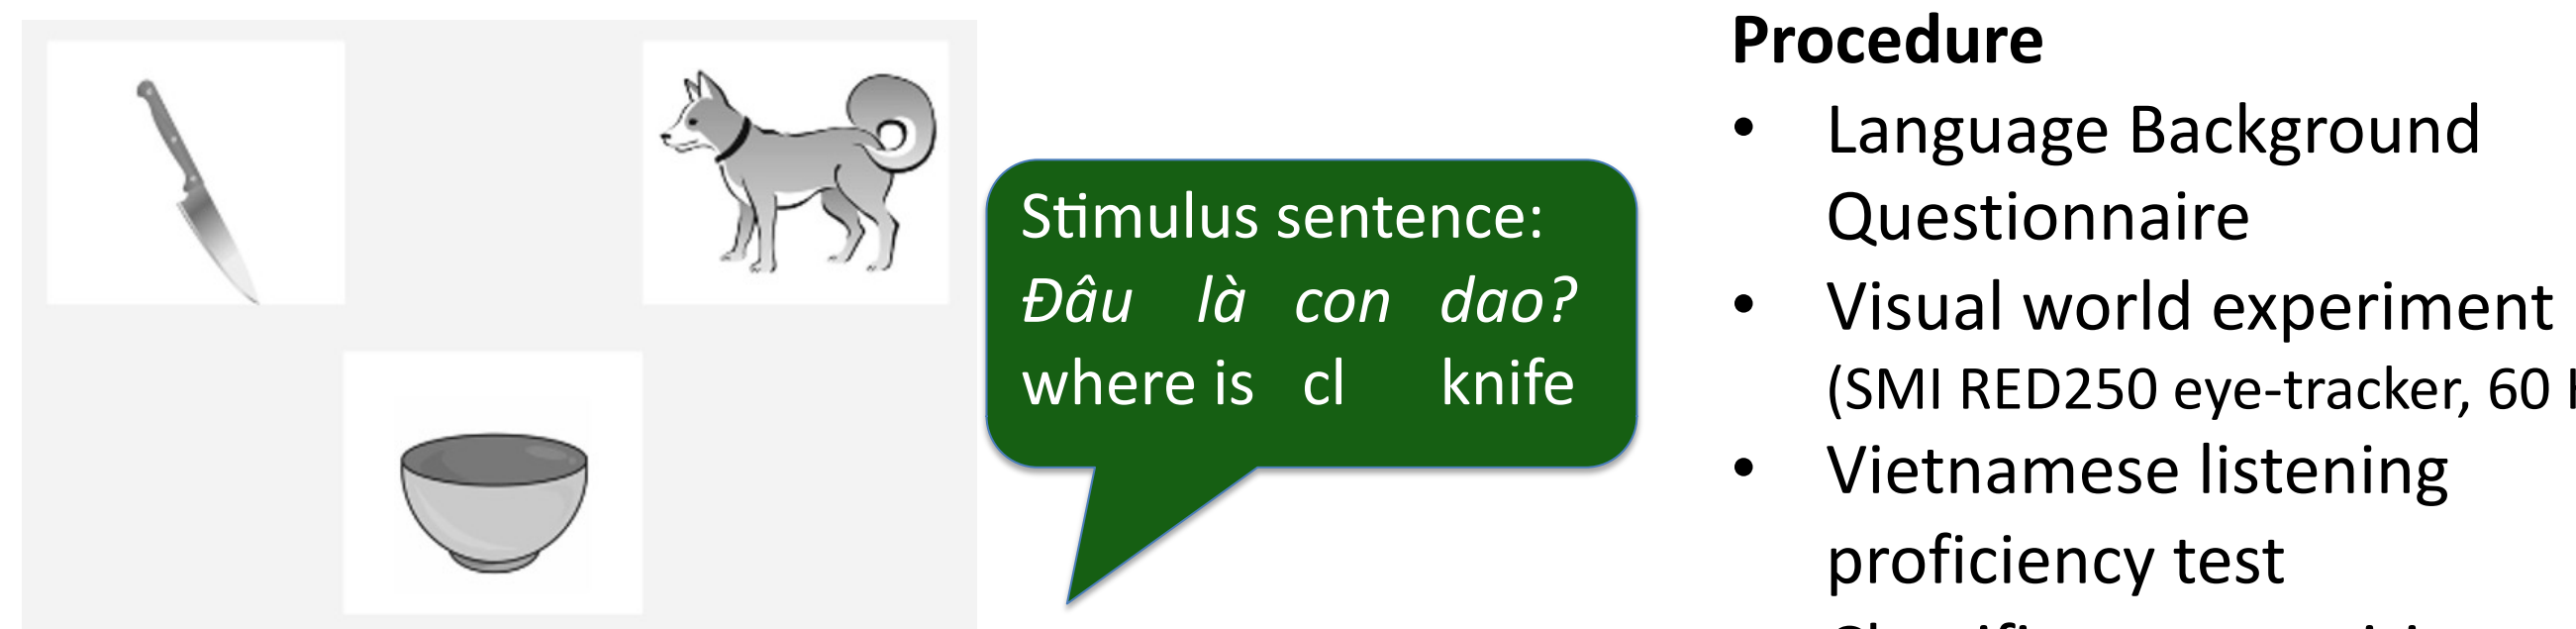 Stimulus sentence:
Đâu là con dao?
where is cl knife
Procedure
• Language Background
Questionnaire
• Visual world experiment
(SMI RED250 eye-tracker, 60
• Vietnamese listening
proficiency test